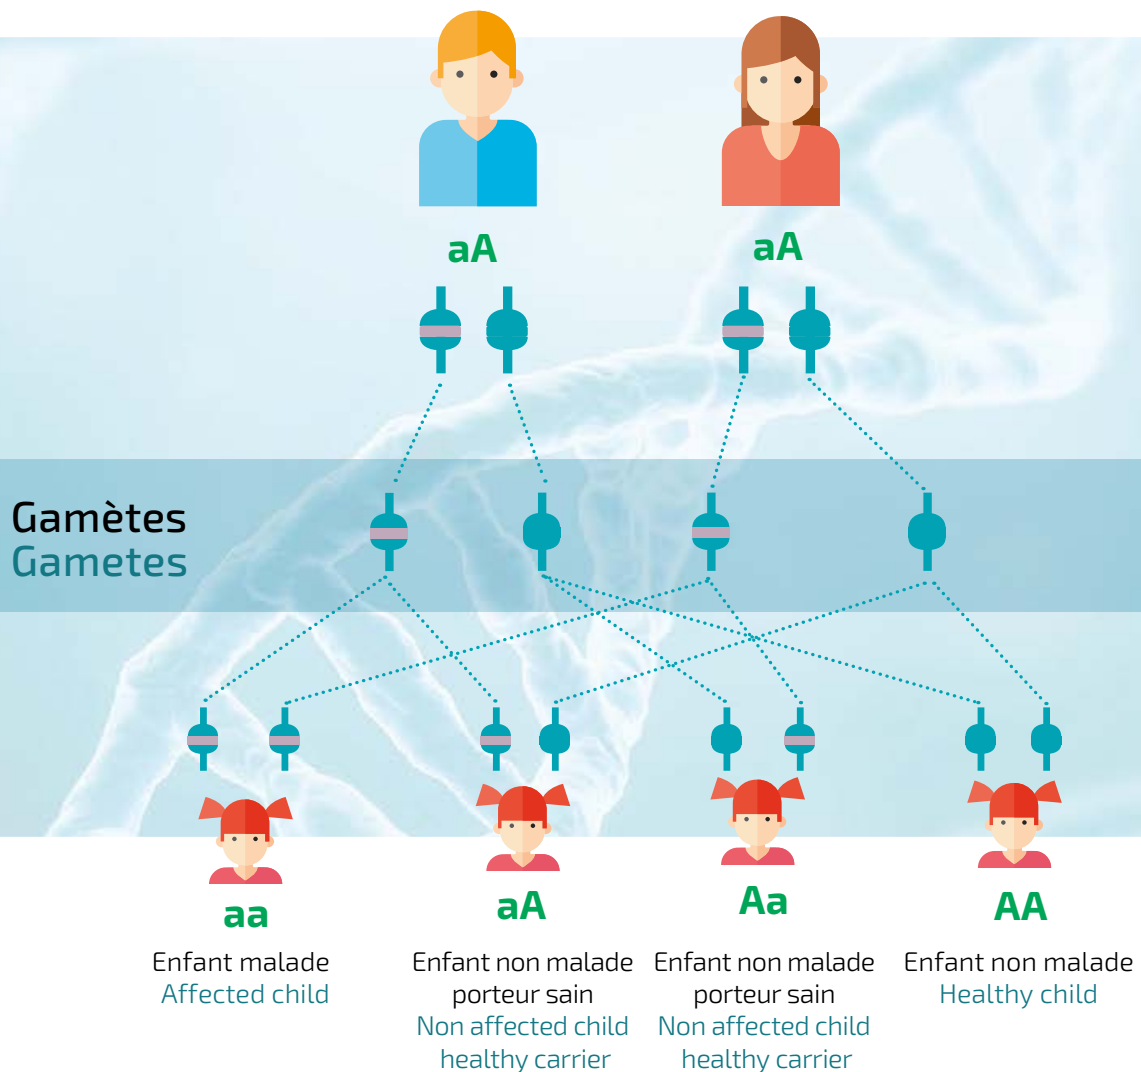 aA
aA
Gamètes
Gametes
aa
Enfant malade
Affected child
aA
Enfant non malade
porteur sain
Non affected child
healthy carrier
Aa
Enfant non malade
porteur sain
Non affected child
healthy carrier
AA
Enfant non malade
Healthy child